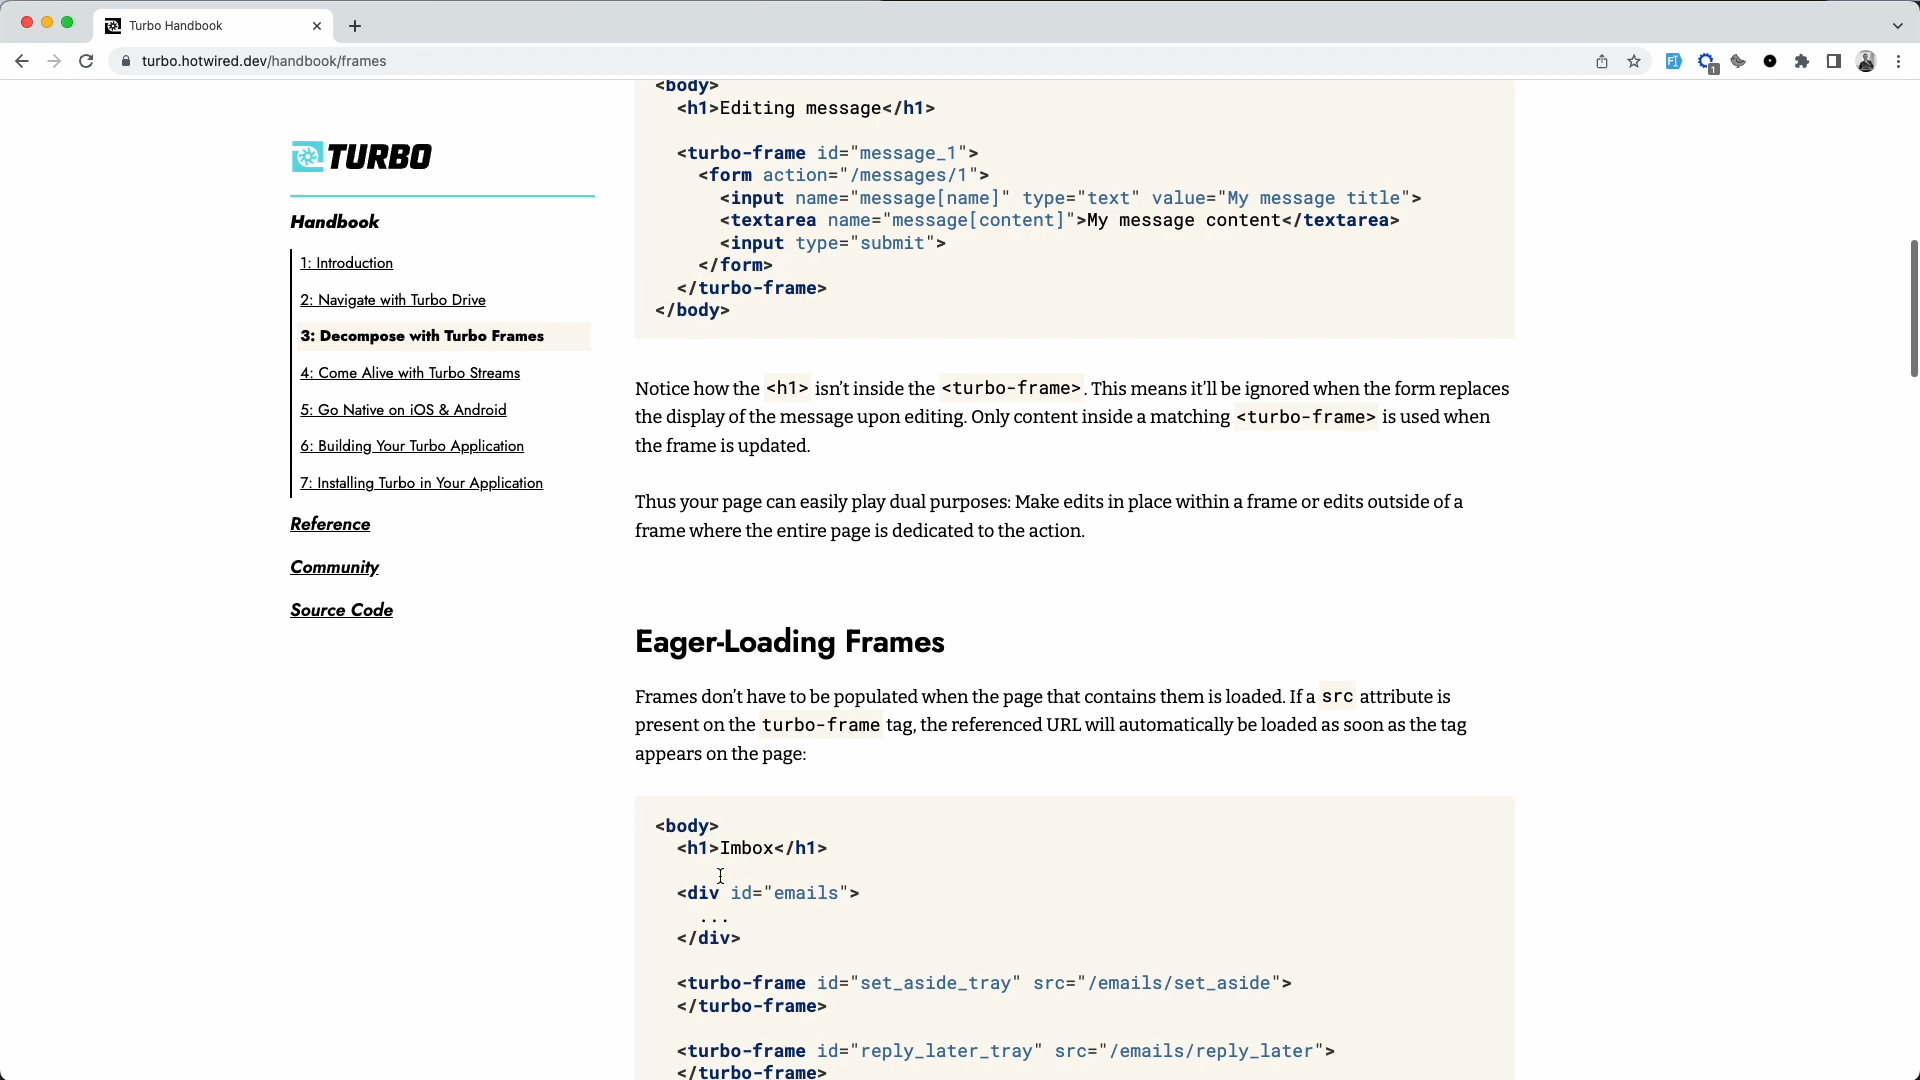 Turbo Handbook
turbo.hotwired.dev/handbook/frames
1
TURBO
Handbook
1: Introduction
2: Navigate with Turbo Drive
3: Decompose with Turbo Frames
4: Come Alive with Turbo Streams
5: Go Native on iOS & Android
6: Building Your Turbo Application
7: Installing Turbo in Your Application
Reference
Community
Source Code
<body>
<h1>Editing message</h1>
<turbo-frame id="message_1">
<form action="/messages/1">
<input name="message[name]" type="text" value="My message title">
<textarea name="message[content]">My message content</textarea>
<input type="submit">
</form>
</turbo-frame>
</body>
Notice how the <h1> isn't inside the <turbo-frame>. This means it'll be ignored when the form replaces
the display of the message upon editing. Only content inside a matching <turbo-frame> is used when
the frame is updated.
Thus your page can easily play dual purposes: Make edits in place within a frame or edits outside of a
frame where the entire page is dedicated to the action.
Eager-Loading Frames
Frames don't have to be populated when the page that contains them is loaded. If a src attribute is
present on the turbo-frame tag, the referenced URL will automatically be loaded as soon as the tag
appears on the page:
<body>
<h1>Imbox</h1>
<div id="emails">
...
</div>
<turbo-frame id="set_aside_tray" src="/emails/set_aside">
</turbo-frame>
<turbo-frame id="reply_later_tray" src="/emails/reply_later">
</turbo-frame>